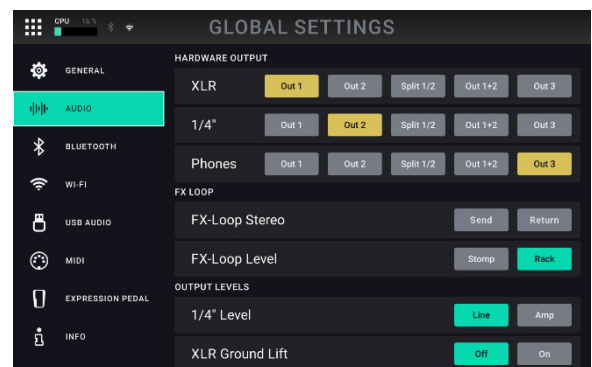 CPU 16%
GLOBAL SETTINGS
GENERAL
AUDIO
BLUETOOTH
WI-FI
USB AUDIO
MIDI
EXPRESSION PEDAL
INFO
HARDWARE OUTPUT
XLR Out 1 Out 2 Split 1/2 Out 1+2 Out 3
1/4" Out 1 Out 2 Split 1/2 Out 1+2 Out 3
Phones Out 1 Out 2 Split 1/2 Out 1+2 Out 3
FX LOOP
FX-Loop Stereo Send Return
FX-Loop Level Stomp Rack
OUTPUT LEVELS
1/4" Level Line Amp
XLR Ground Lift Off On